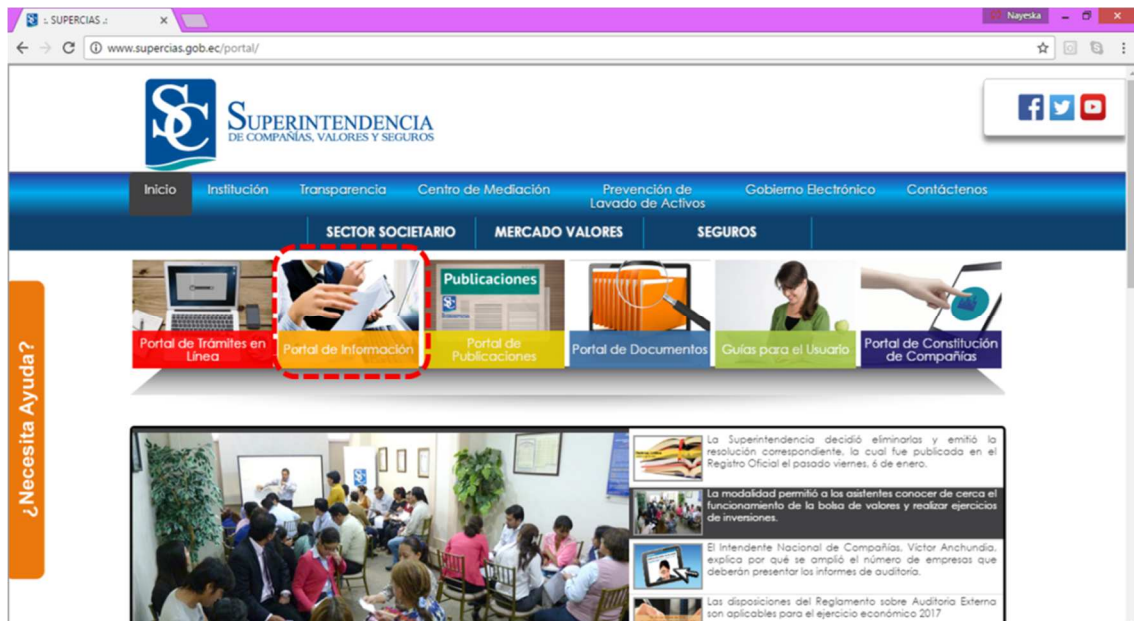 :. SUPERCIAS .:
Nayeska
www.supercias.gob.ec/portal/
SC
SUPERINTENDENCIA
DE COMPAÑÍAS, VALORES Y SEGUROS
Inicio
Institución
Transparencia
Centro de Mediación
Prevención de
Lavado de Activos
Gobierno Electrónico
Contáctenos
SECTOR SOCIETARIO
MERCADO VALORES
SEGUROS
Portal de Trámites en
Línea
Portal de Información
Publicaciones
Portal de
Publicaciones
Portal de Documentos
Guías para el Usuario
Portal de Constitución
de Compañías
¿Necesita Ayuda?
La Superintendencia decidió eliminarlas y emitió la
resolución correspondiente, la cual fue publicada en el
Registro Oficial el pasado viernes, 6 de enero.
La modalidad permitió a los asistentes conocer de cerca el
funcionamiento de la bolsa de valores y realizar ejercicios
de inversiones.
El Intendente Nacional de Compañías, Víctor Anchundia,
explica por qué se amplió el número de empresas que
deberán presentar los informes de auditoría.
Las disposiciones del Reglamento sobre Auditoría Externa
son aplicables para el ejercicio económico 2017